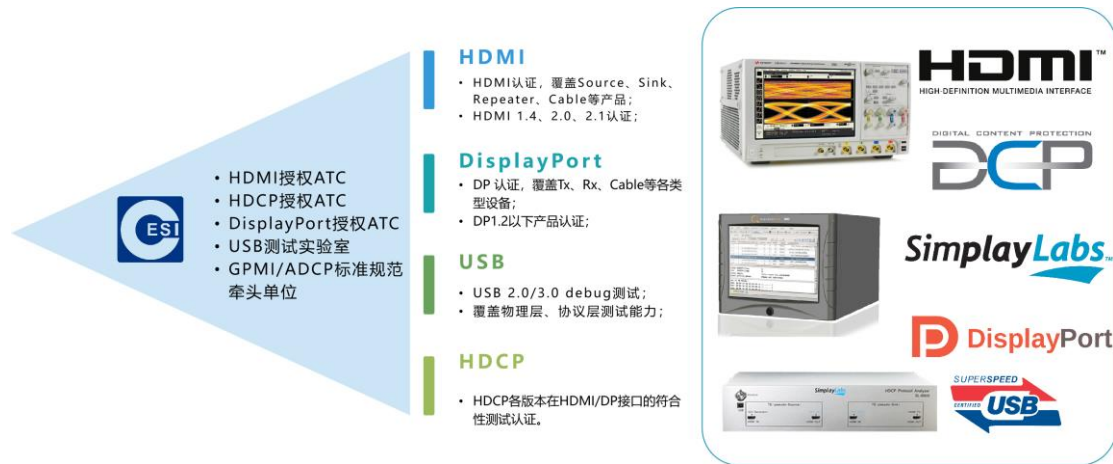 CESI
• HDMI授权ATC
• HDCP授权ATC
• DisplayPort授权ATC
• USB测试实验室
• GPMI/ADCP标准规范
牵头单位
HDMI
• HDMI认证，覆盖Source、Sink、
Repeater、Cable等产品；
• HDMI 1.4、2.0、2.1认证；
DisplayPort
• DP 认证，覆盖Tx、Rx、Cable等各类
型设备；
• DP1.2以下产品认证；
USB
• USB 2.0/3.0 debug测试；
• 覆盖物理层、协议层测试能力；
HDCP
• HDCP各版本在HDMI/DP接口的符合
性测试认证。
HDMI™
HIGH-DEFINITION MULTIMEDIA INTERFACE
DIGITAL CONTENT PROTECTION
DCP
SimplayLabs™
DisplayPort
SimplayLabs
HDCP Protocol Analyzer
SUPERSPEED
CERTIFIED
USB